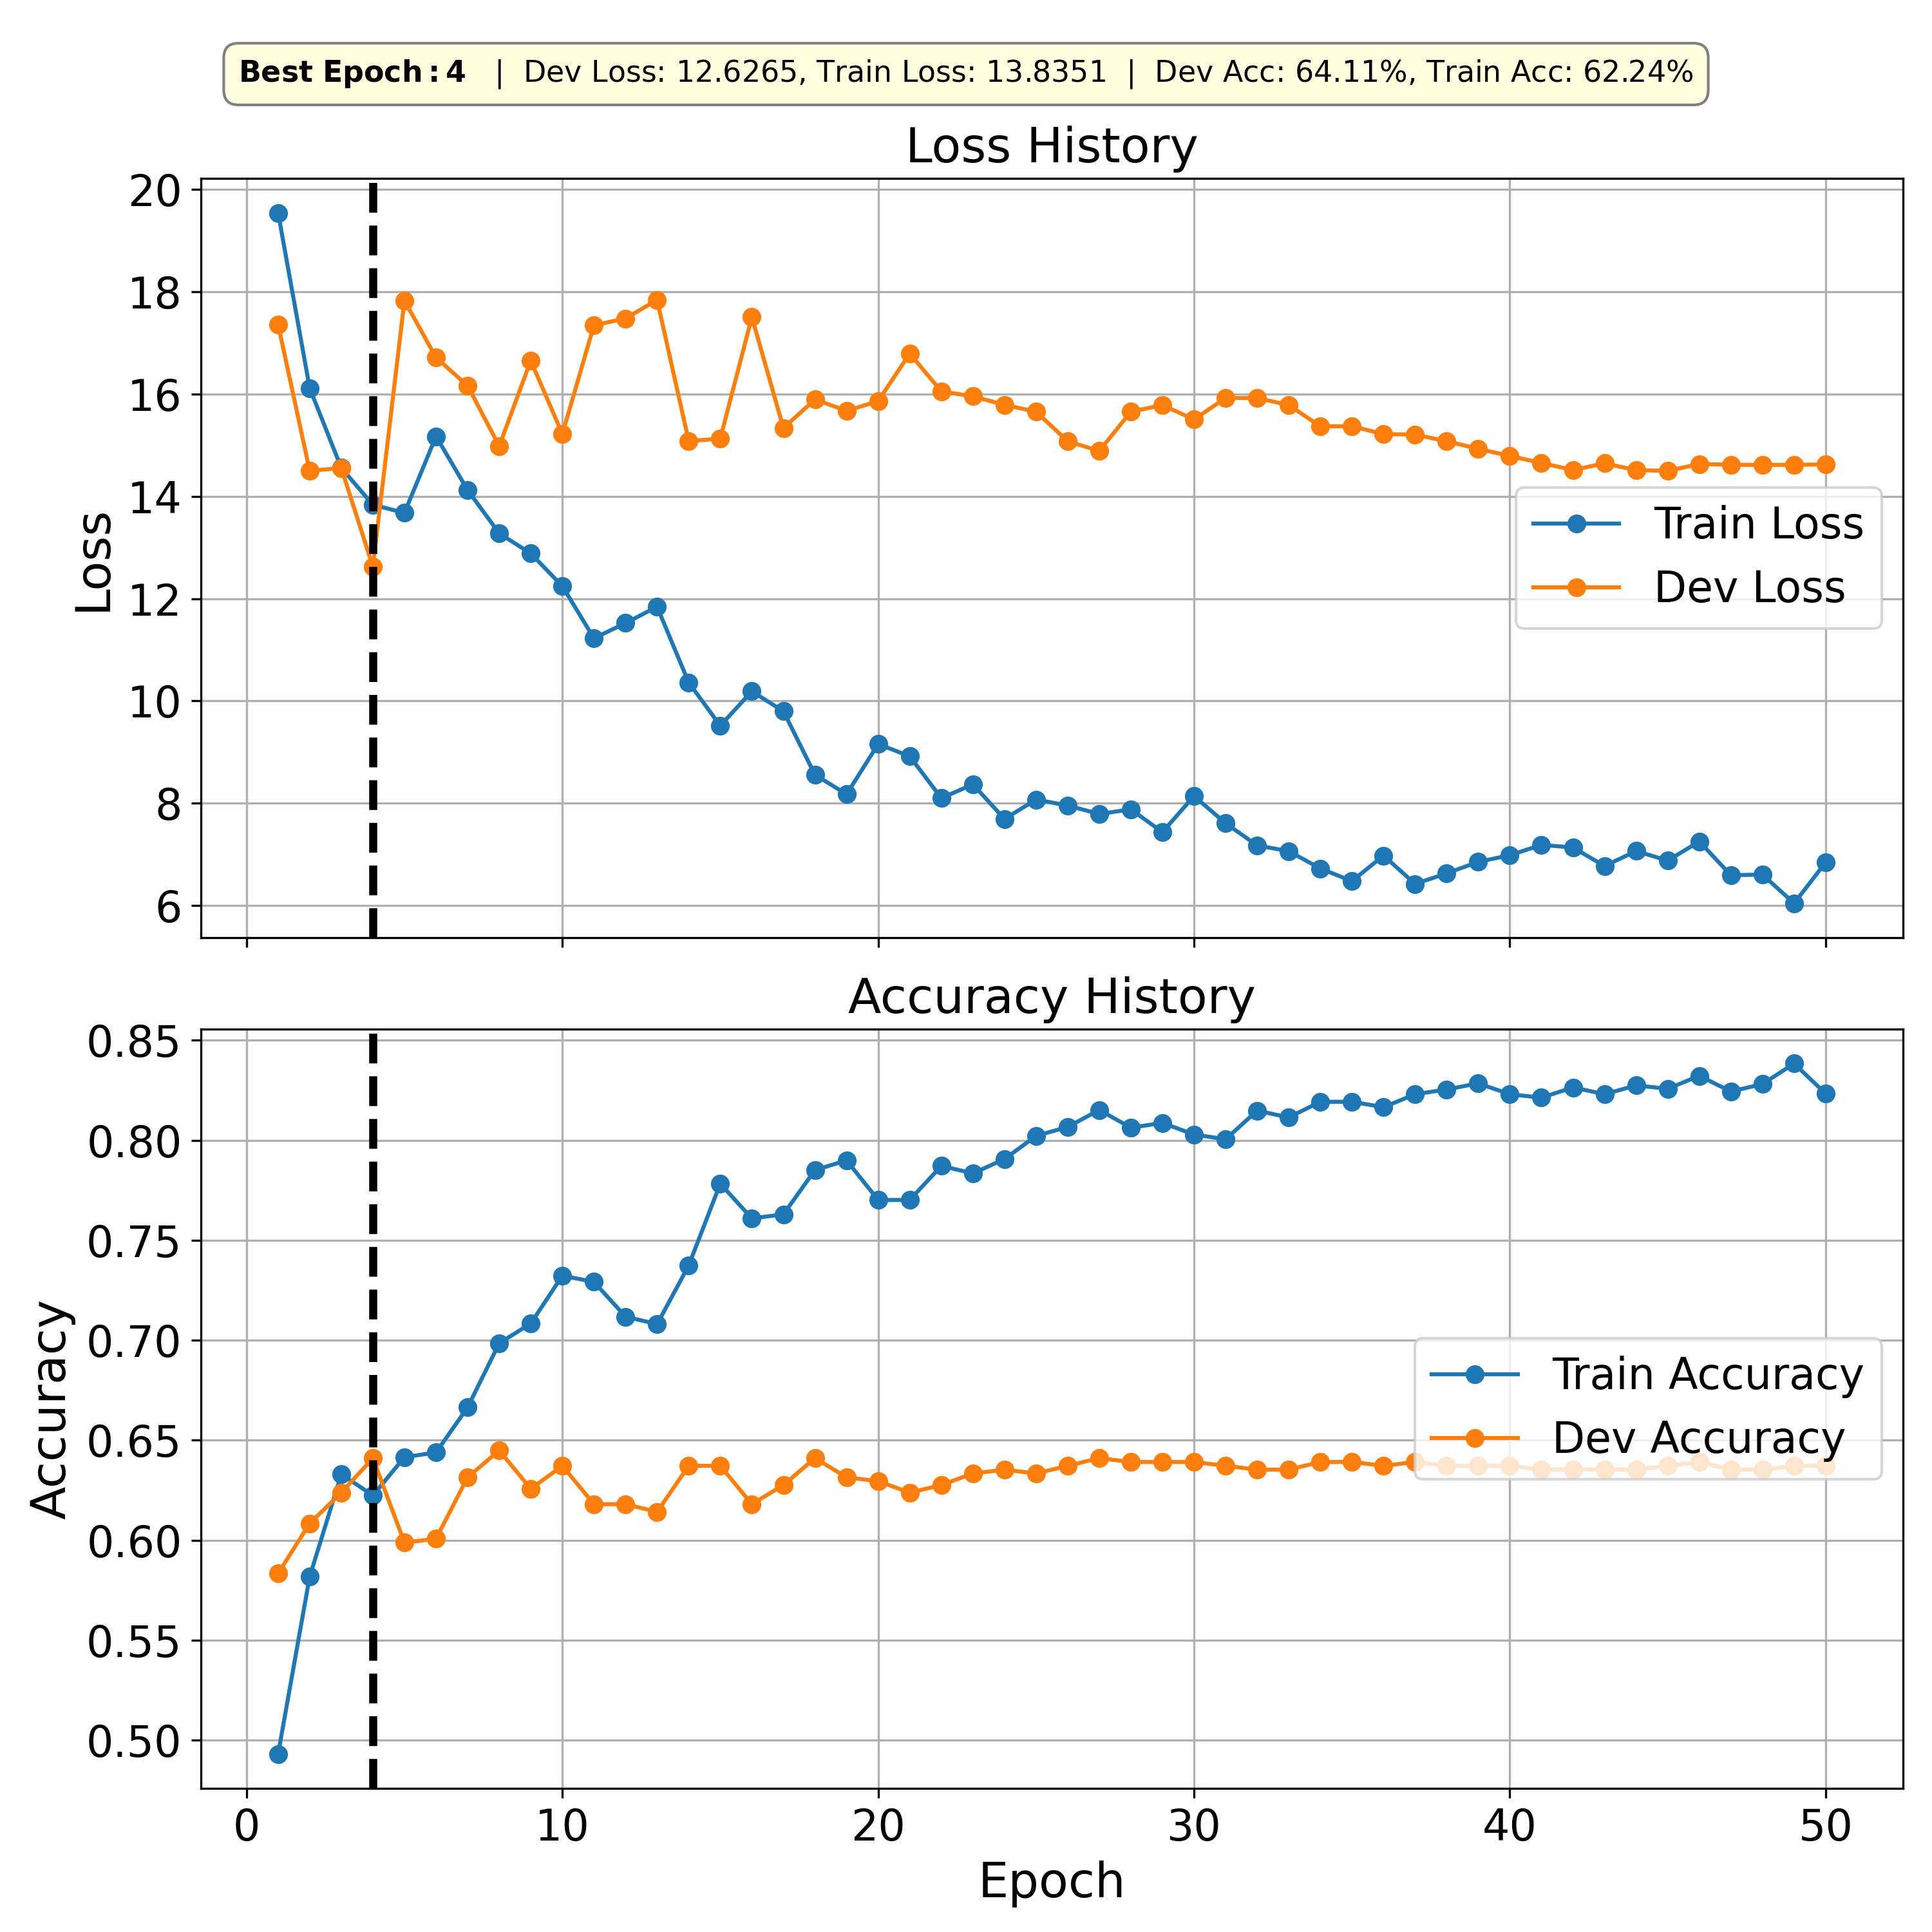 Best Epoch: 4 | Dev Loss: 12.6265, Train Loss: 13.8351 | Dev Acc: 64.11%, Train Acc: 62.24%
Loss History
20
18
16
14
12
10
8
6
Loss
Train Loss
Dev Loss
Accuracy History
0.85
0.80
0.75
0.70
0.65
0.60
0.55
0.50
Accuracy
Train Accuracy
Dev Accuracy
0 10 20 30 40 50
Epoch